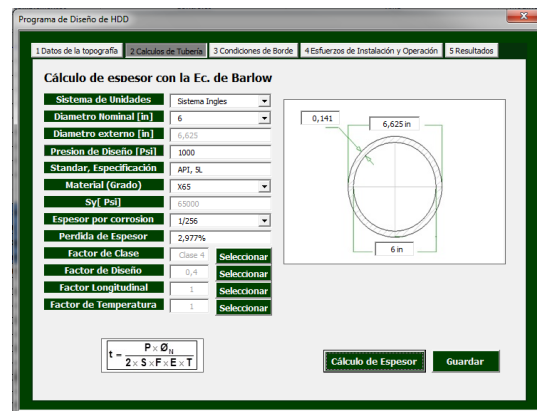 Programa de Diseño de HDD
1 Datos de la topografía 2 Calculos de Tubería 3 Condiciones de Borde 4 Esfuerzos de Instalación y Operación 5 Resultados
Cálculo de espesor con la Ec. de Barlow
Sistema de Unidades Sistema Ingles
Diametro Nominal [in] 6
Diametro externo [in] 6,625
Presion de Diseño [Psi] 1000
Standar, Especificación API, 5L
Material (Grado) X65
Sy[ Psi] 65000
Espesor por corrosion 1/256
Perdida de Espesor 2,977%
Factor de Clase Clase 4 Seleccionar
Factor de Diseño 0,4 Seleccionar
Factor Longitudinal 1 Seleccionar
Factor de Temperatura 1 Seleccionar
0,141
6,625 in
6 in
t = P × Ø N
2 × S × F × E × T
Cálculo de Espesor Guardar